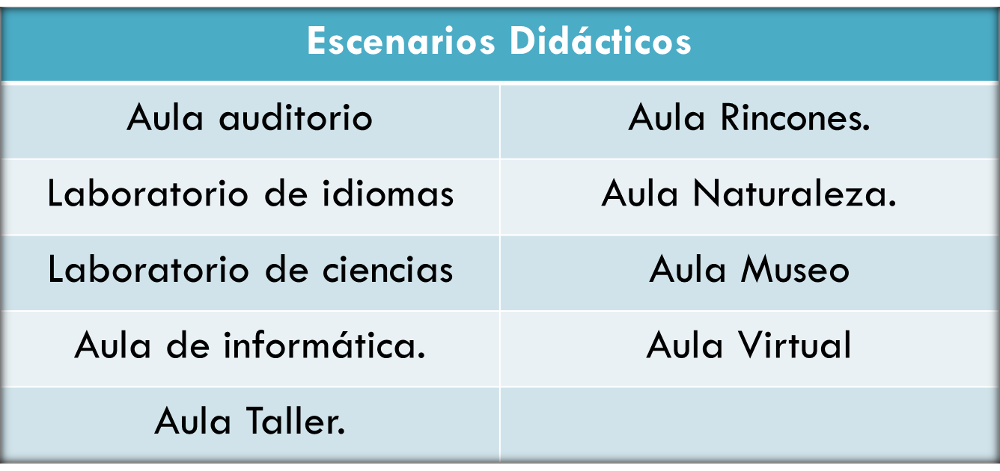 Escenarios Didácticos
Aula auditorio
Aula Rincones.
Laboratorio de idiomas
Aula Naturaleza.
Laboratorio de ciencias
Aula Museo
Aula de informática.
Aula Virtual
Aula Taller.